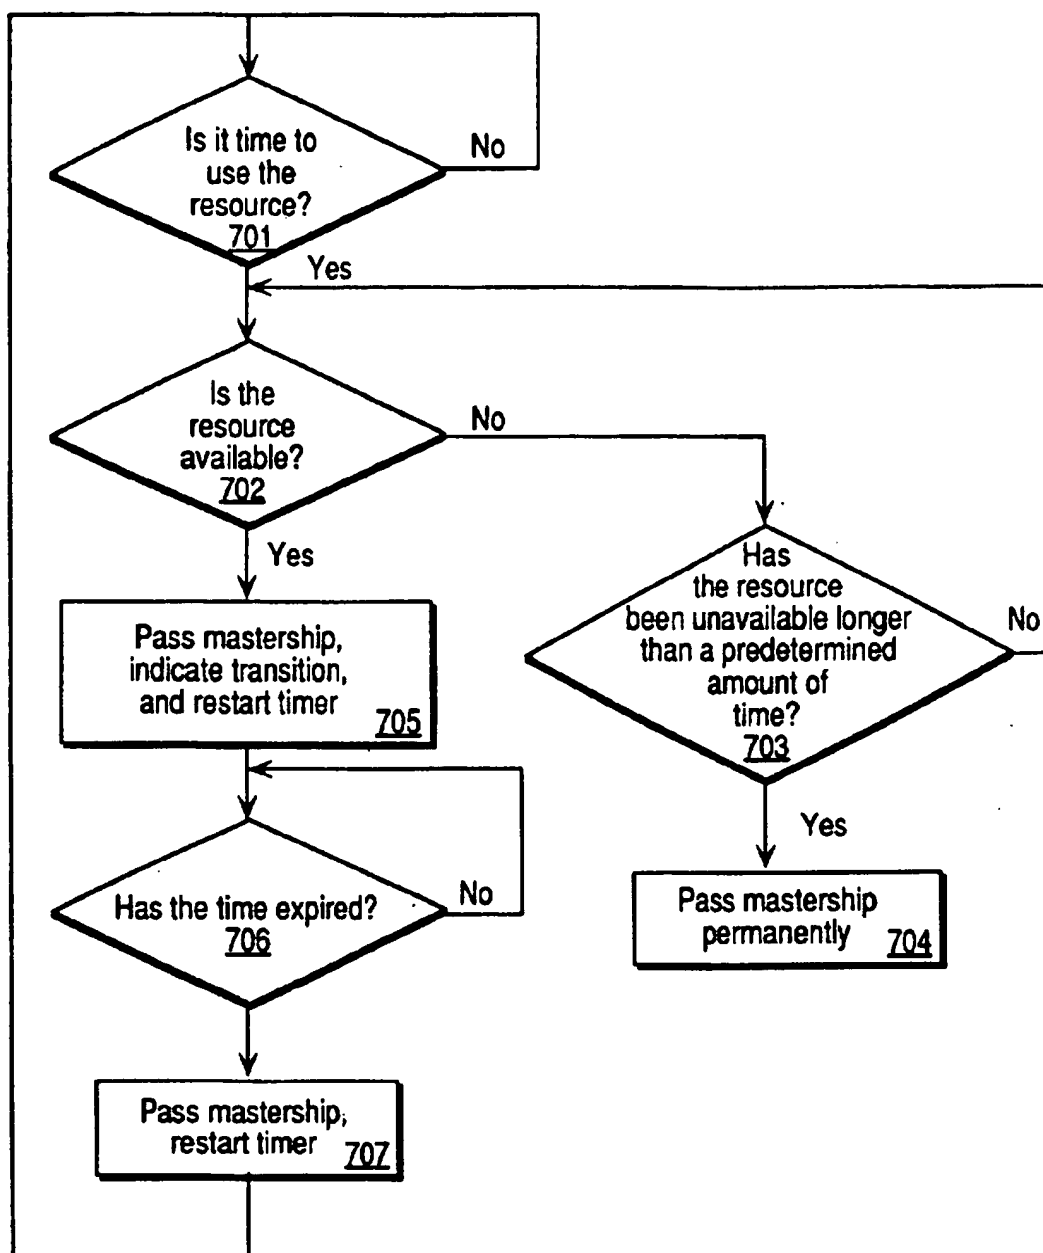 Is it time to
use the
resource?
701
No
Yes
Is the
resource
available?
702
No
Yes
Has
the resource
been unavailable longer
than a predetermined
amount of
time?
703
No
Yes
Pass mastership,
indicate transition,
and restart timer
705
Has the time expired?
706
No
Pass mastership
permanently
704
Pass mastership,
restart timer
707